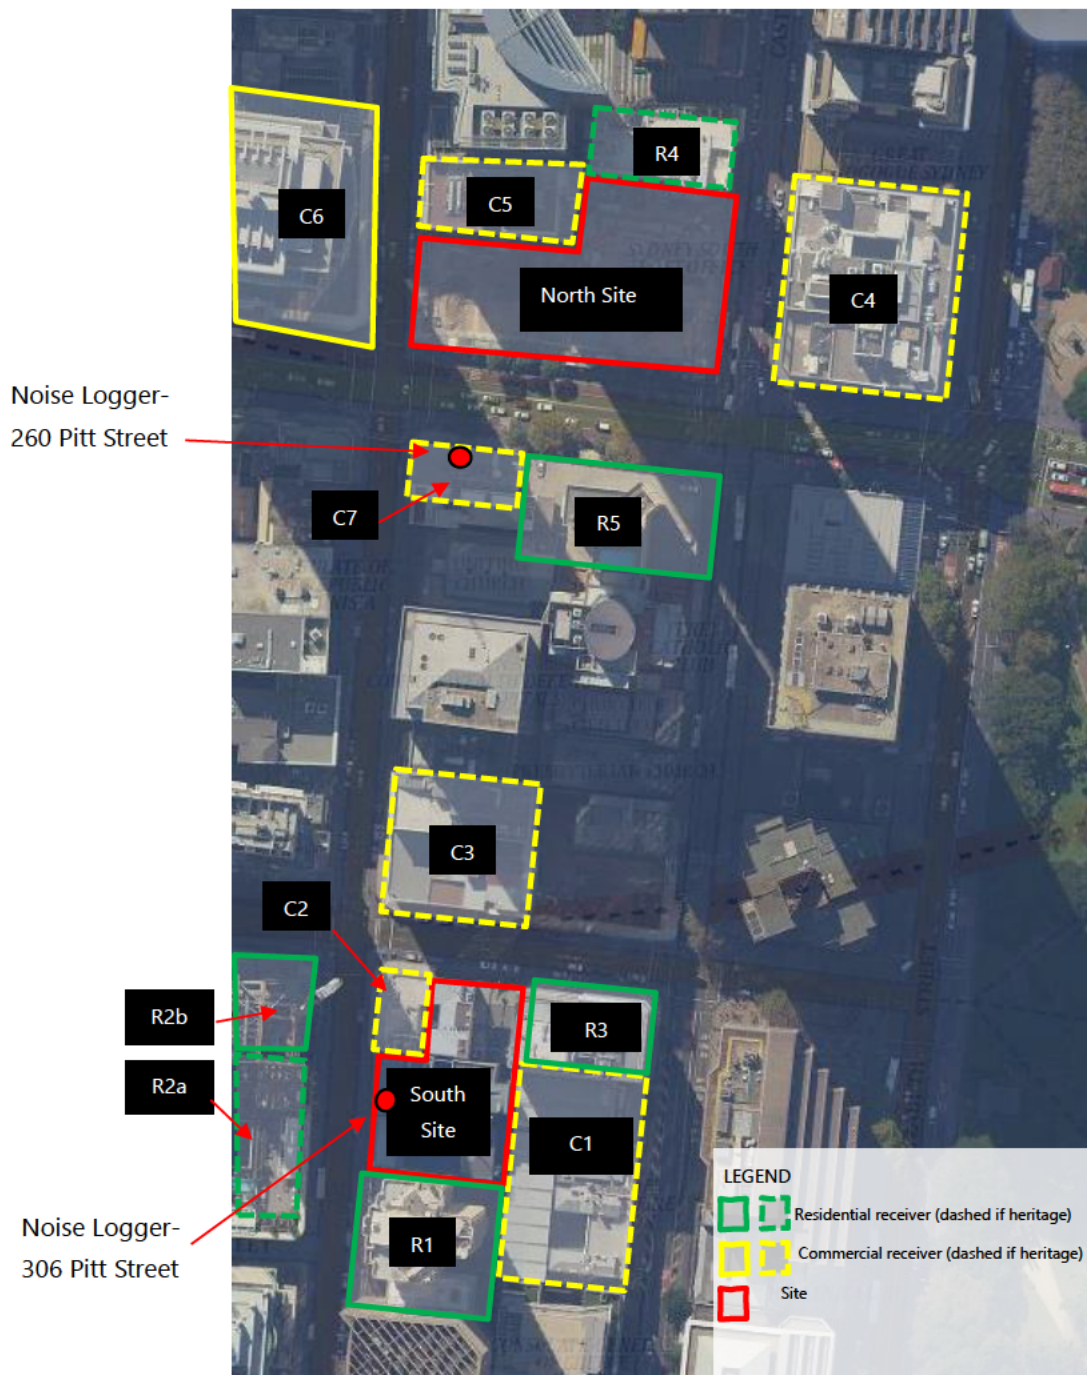 R4
C5
C6
North Site
C4
Noise Logger-
260 Pitt Street
C7
R5
C3
C2
R2b
R3
R2a
South
Site
C1
STREET
Noise Logger-
306 Pitt Street
R1
LEGEND
Residential receiver (dashed if heritage)
Commercial receiver (dashed if heritage)
Site